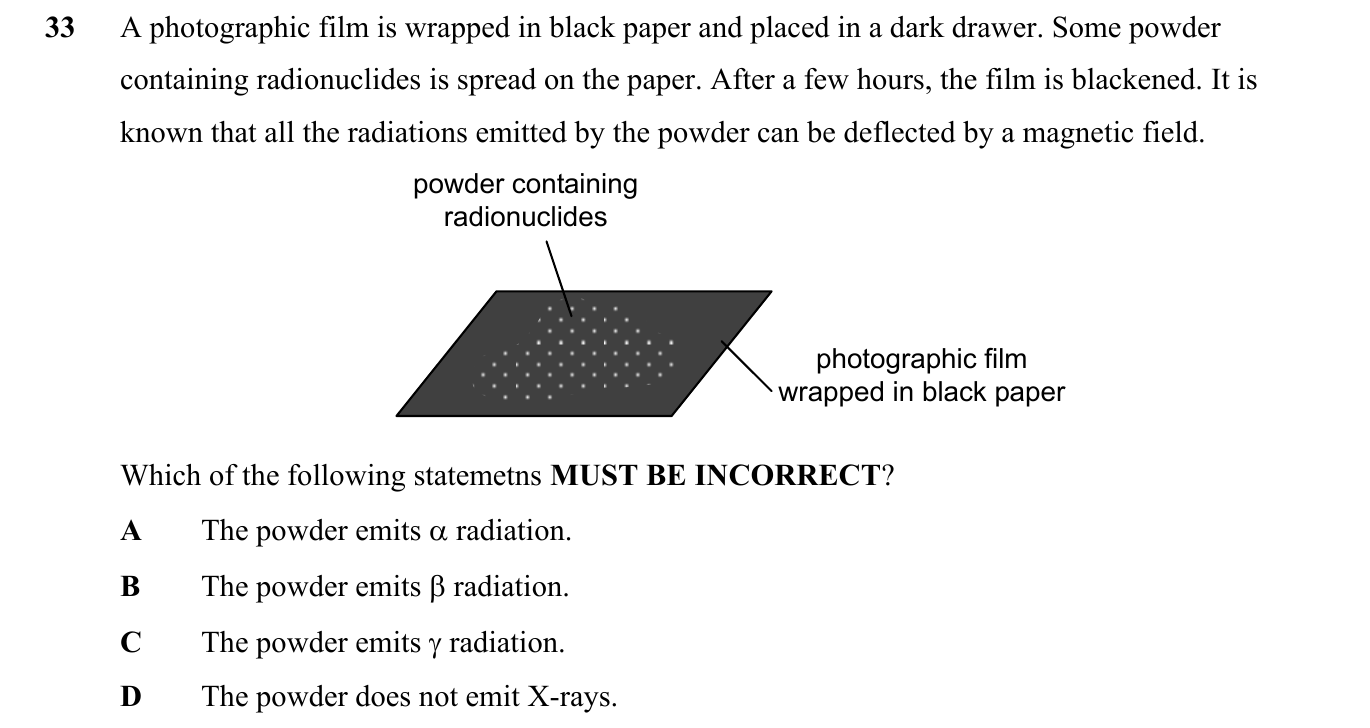 33 A photographic film is wrapped in black paper and placed in a dark drawer. Some powder
containing radionuclides is spread on the paper. After a few hours, the film is blackened. It is
known that all the radiations emitted by the powder can be deflected by a magnetic field.
powder containing
radionuclides
photographic film
wrapped in black paper
Which of the following statemetns MUST BE INCORRECT?
A The powder emits α radiation.
B The powder emits β radiation.
C The powder emits γ radiation.
D The powder does not emit X-rays.